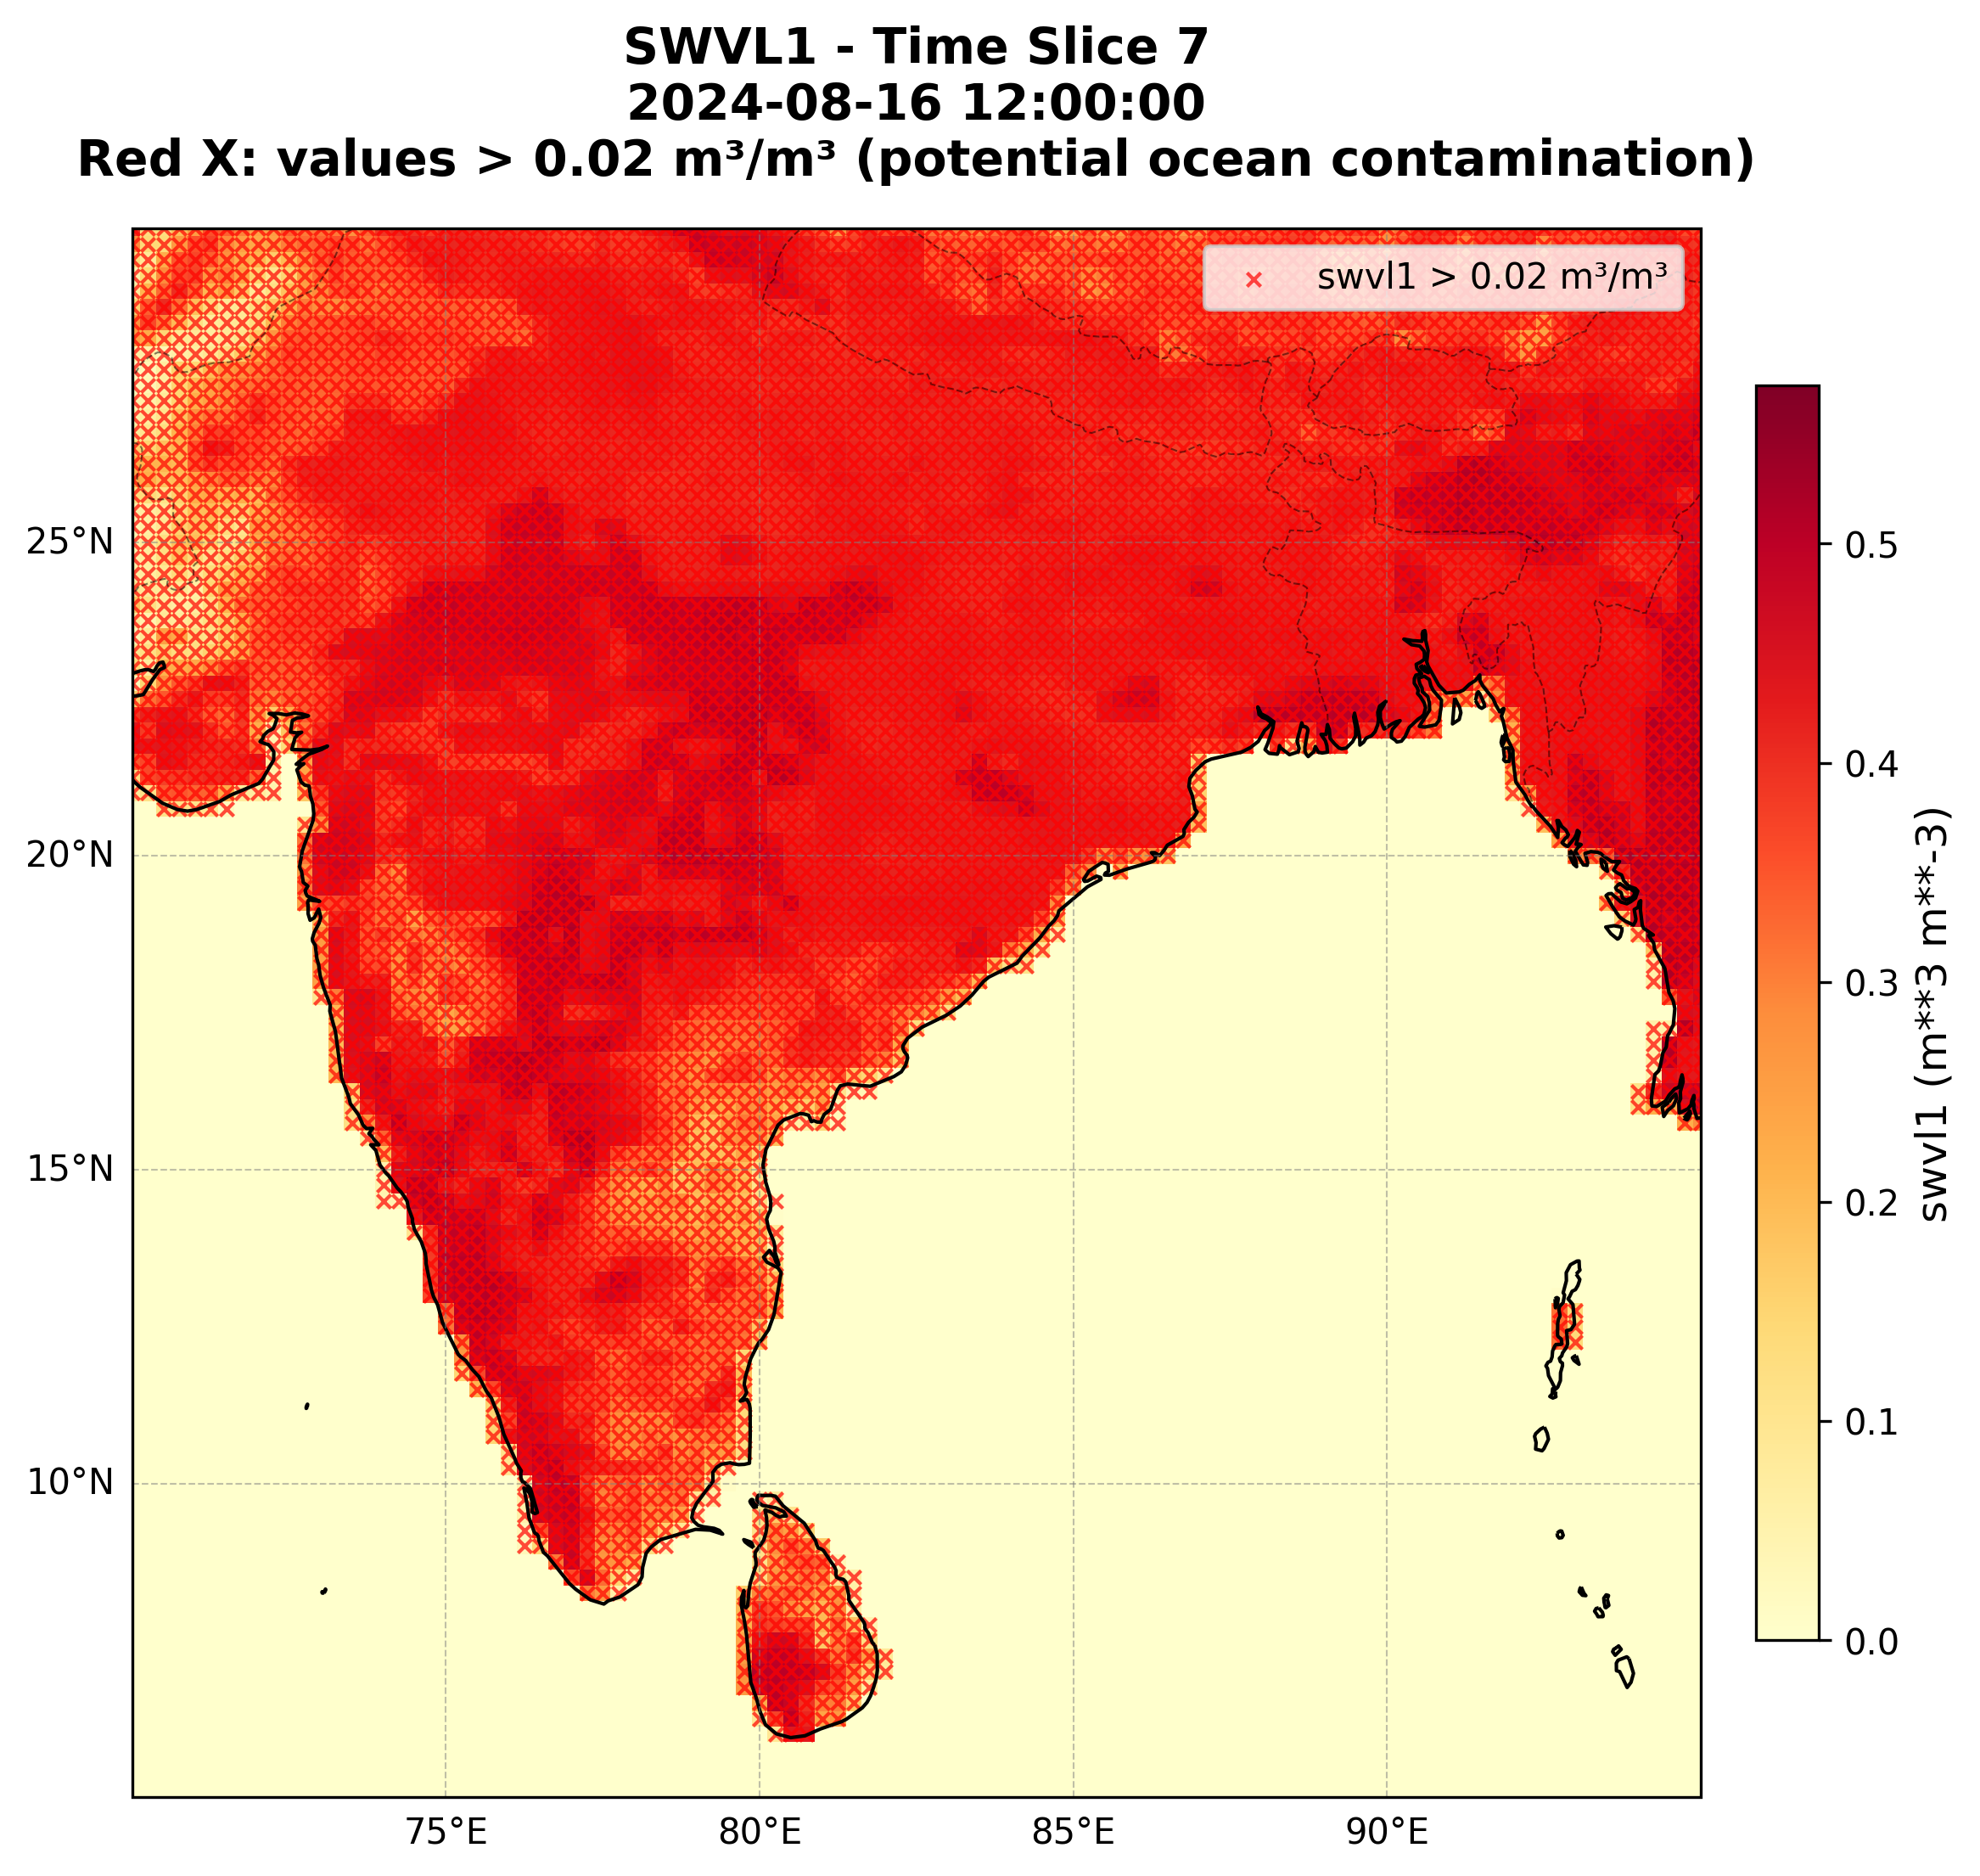 SWVL1 - Time Slice 7
2024-08-16 12:00:00
Red X: values > 0.02 m³/m³ (potential ocean contamination)
swvl1 > 0.02 m³/m³
25°N
20°N
15°N
10°N
75°E
80°E
85°E
90°E
0.5
0.4
0.3
0.2
0.1
0.0
swvl1 (m**3 m**-3)